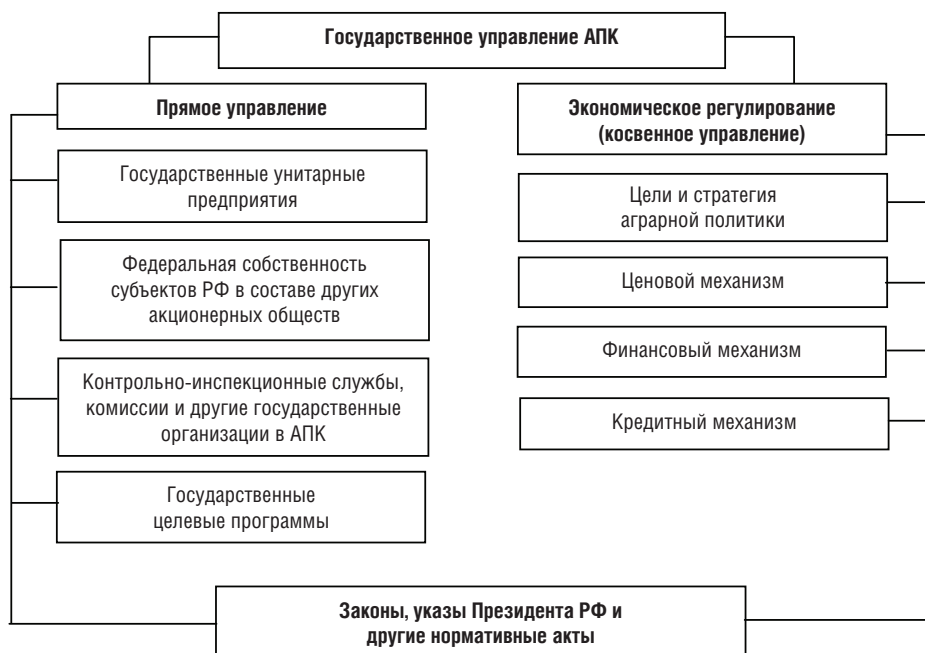 Государственное управление АПК
Прямое управление
Государственные унитарные
предприятия
Федеральная собственность
субъектов РФ в составе других
акционерных обществ
Контрольно-инспекционные службы,
комиссии и другие государственные
организации в АПК
Государственные
целевые программы
Экономическое регулирование
(косвенное управление)
Цели и стратегия
аграрной политики
Ценовой механизм
Финансовый механизм
Кредитный механизм
Законы, указы Президента РФ и
другие нормативные акты